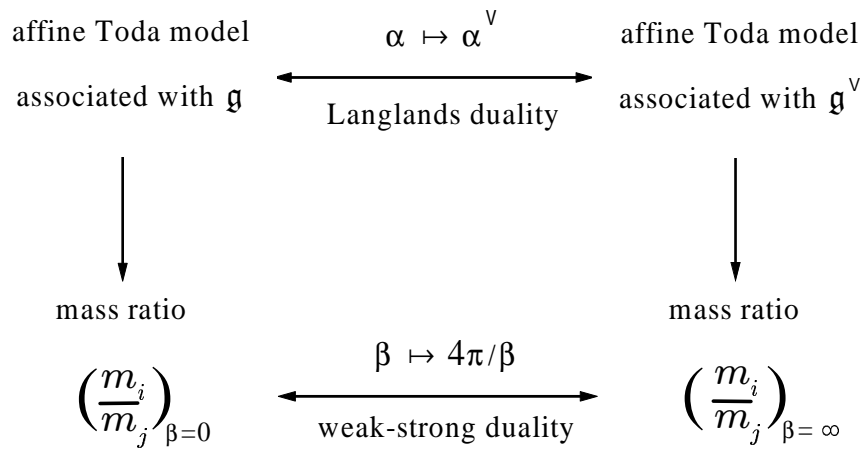 affine Toda model
associated with 𝔤
α ↦ α^∨
Langlands duality
affine Toda model
associated with 𝔤^∨
mass ratio
(m_i/m_j)_{β=0}
β ↦ 4π/β
weak-strong duality
mass ratio
(m_i/m_j)_{β=∞}